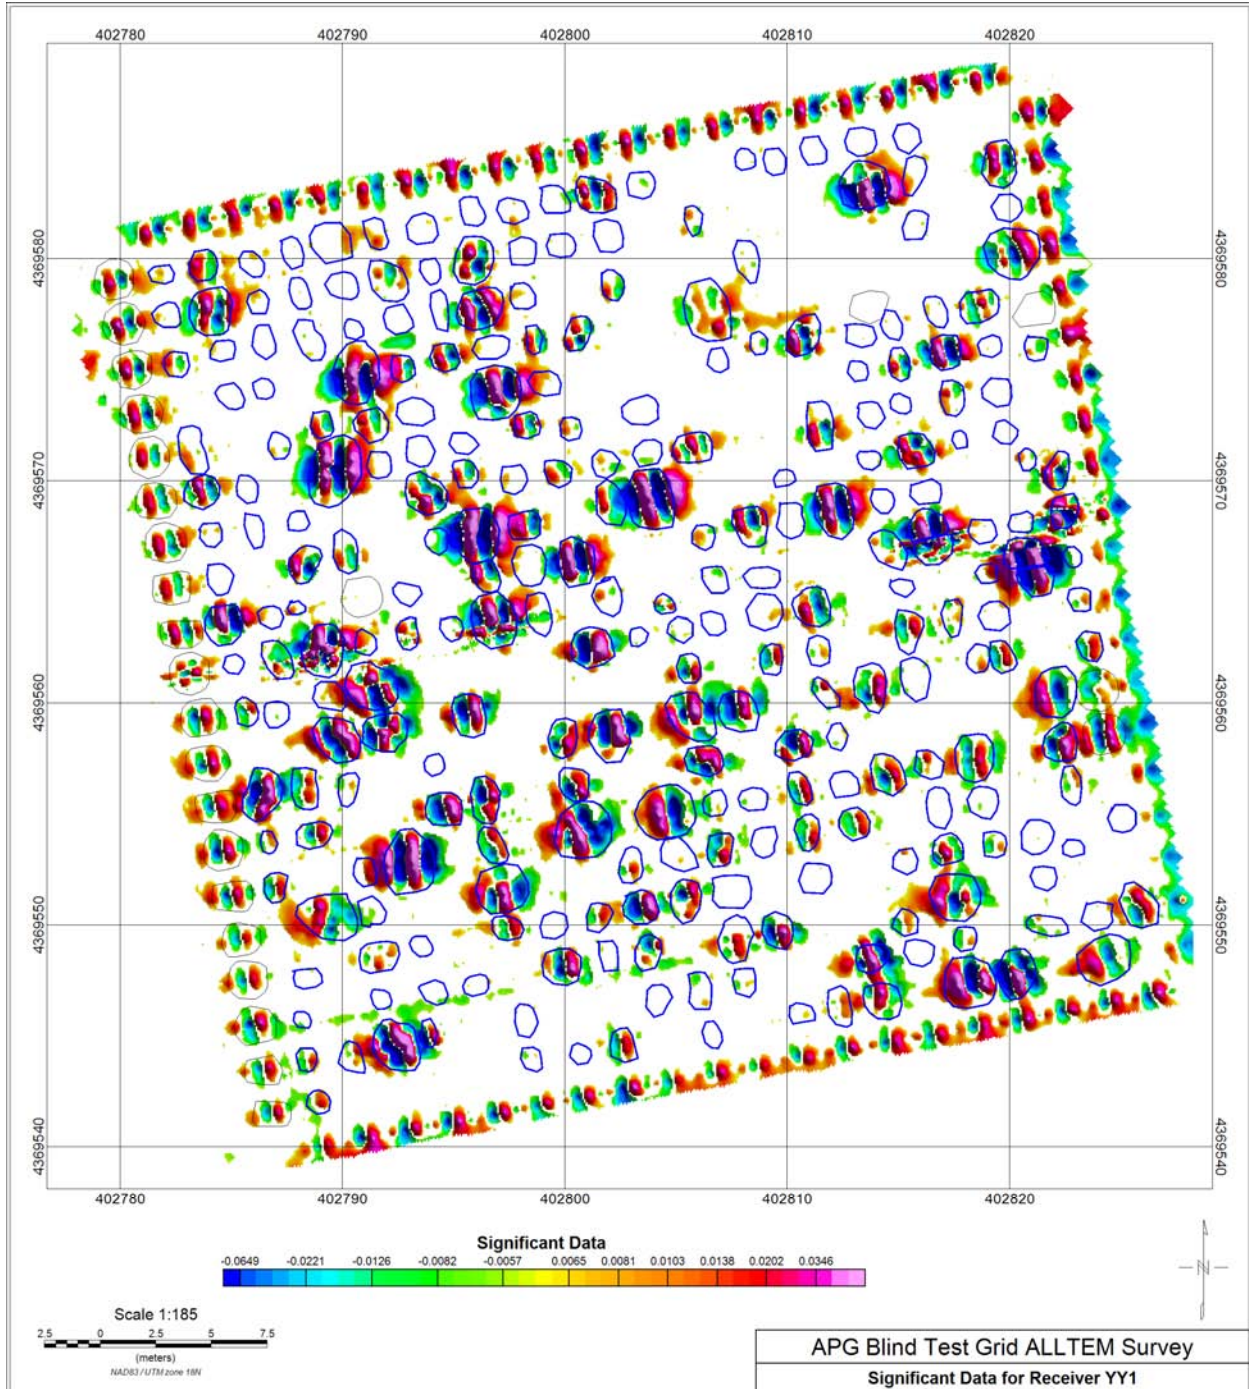 402780 402790 402800 402810 402820
4369580 4369580
4369570 4369570
4369560 4369560
4369550 4369550
4369540 4369540
402780 402790 402800 402810 402820
Significant Data
-0.0649 -0.0221 -0.0126 -0.0082 -0.0057 0.0065 0.0081 0.0103 0.0138 0.0202 0.0346
Scale 1:185
2.5 0 2.5 5 7.5
(meters)
NAD83 / UTM zone 18N
N
APG Blind Test Grid ALLTEM Survey
Significant Data for Receiver YY1